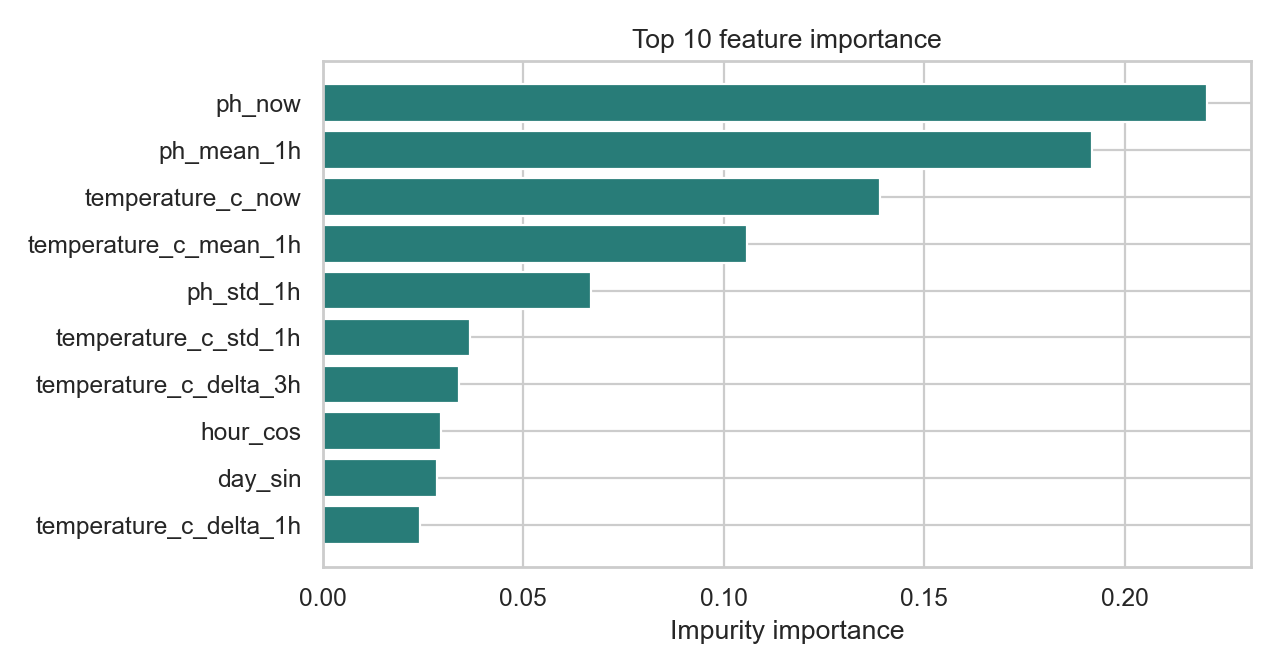 Top 10 feature importance
ph_now
ph_mean_1h
temperature_c_now
temperature_c_mean_1h
ph_std_1h
temperature_c_std_1h
temperature_c_delta_3h
hour_cos
day_sin
temperature_c_delta_1h
0.00 0.05 0.10 0.15 0.20
Impurity importance